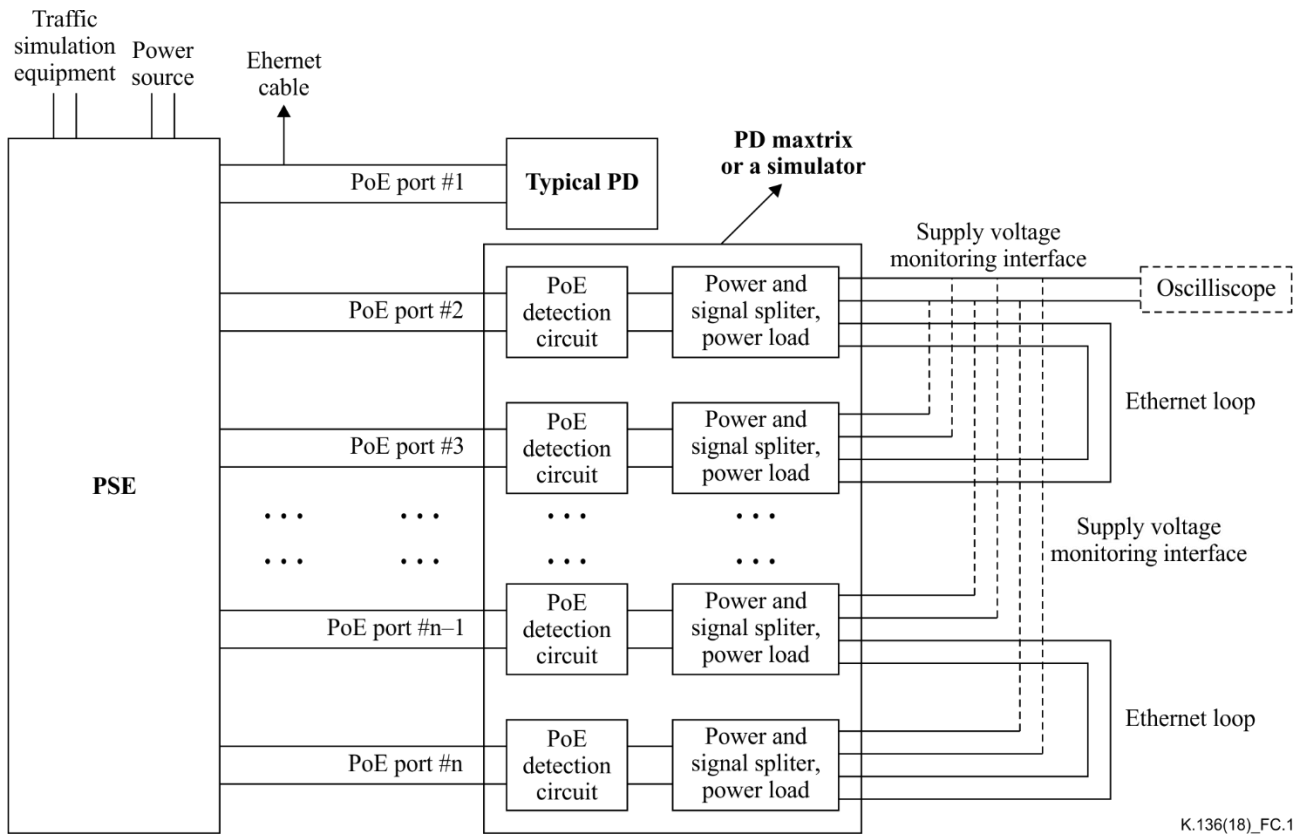 Traffic
simulation
equipment
Power
source
Ehernet
cable
PD maxtrix
or a simulator
PoE port #1
Typical PD
Supply voltage
monitoring interface
PoE port #2
PoE
detection
circuit
Power and
signal spliter,
power load
Oscilliscope
PoE port #3
PoE
detection
circuit
Power and
signal spliter,
power load
Ethernet loop
PSE
• • •
• • •
• • •
• • •
• • •
• • •
• • •
• • •
Supply voltage
monitoring interface
PoE port #n–1
PoE
detection
circuit
Power and
signal spliter,
power load
PoE port #n
PoE
detection
circuit
Power and
signal spliter,
power load
Ethernet loop
K.136(18)_FC.1